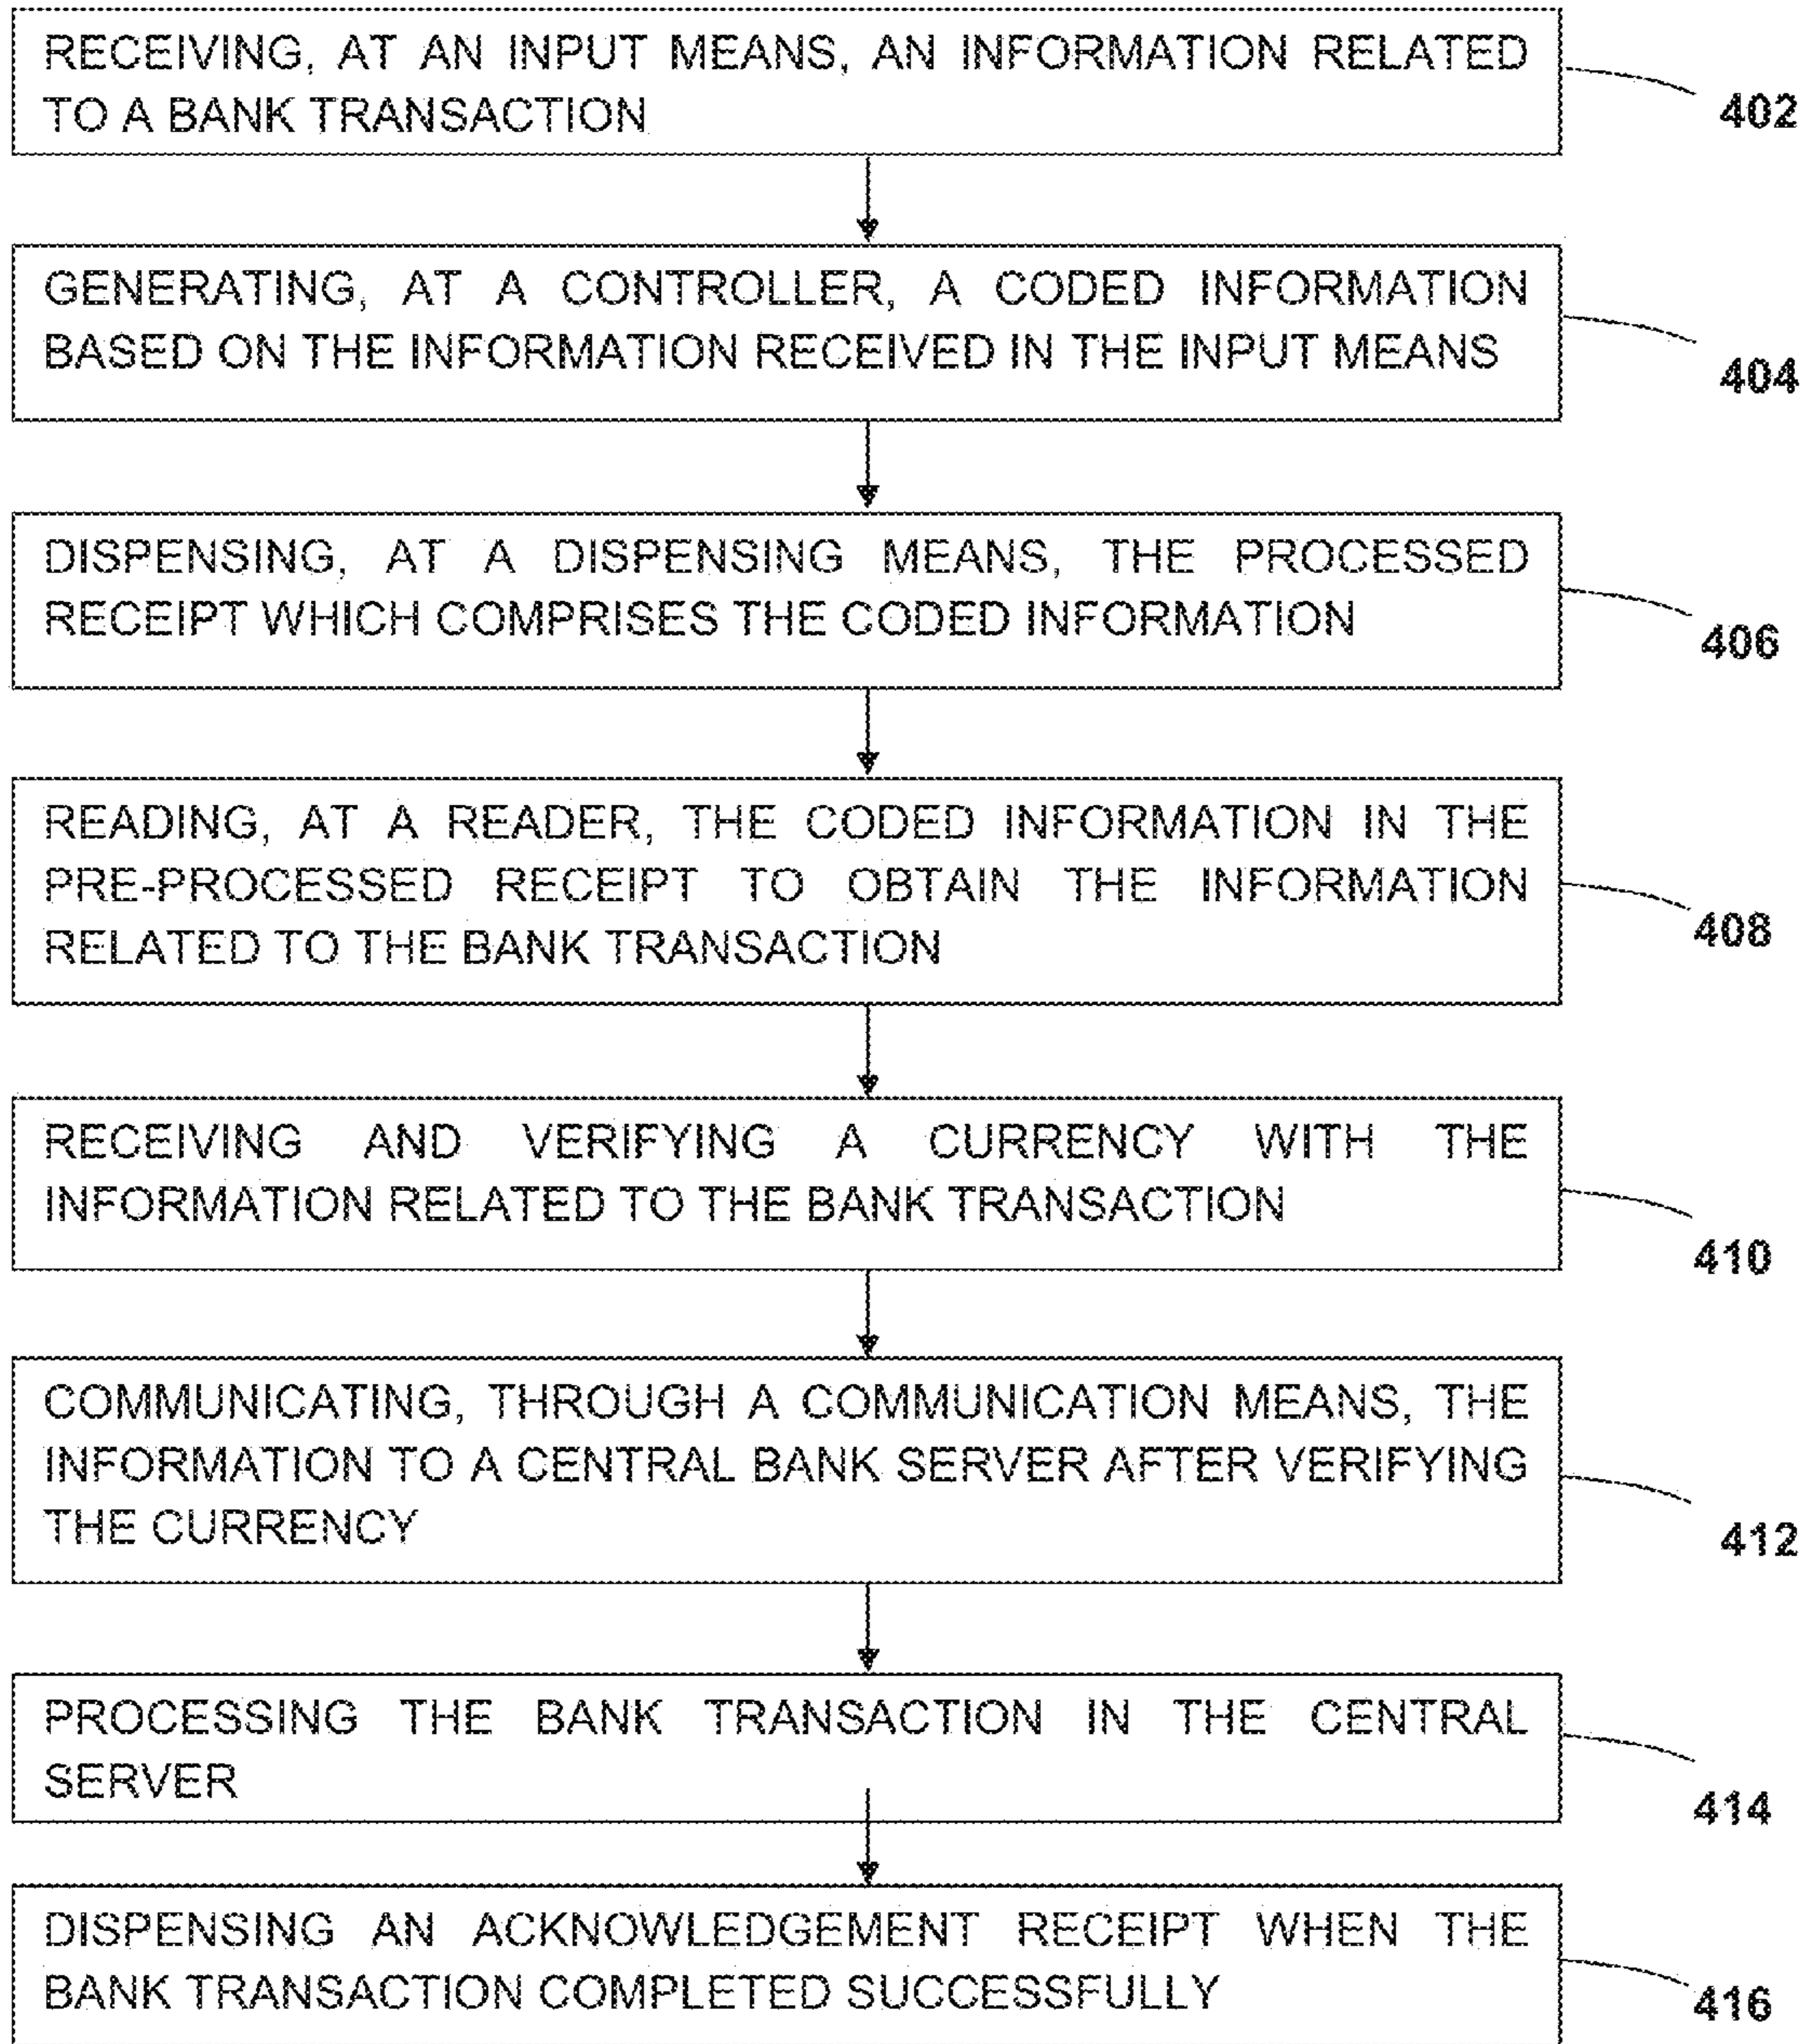 RECEIVING, AT AN INPUT MEANS, AN INFORMATION RELATED
TO A BANK TRANSACTION
402
GENERATING, AT A CONTROLLER, A CODED INFORMATION
BASED ON THE INFORMATION RECEIVED IN THE INPUT MEANS
404
DISPENSING, AT A DISPENSING MEANS, THE PROCESSED
RECEIPT WHICH COMPRISES THE CODED INFORMATION
406
READING, AT A READER, THE CODED INFORMATION IN THE
PRE-PROCESSED RECEIPT TO OBTAIN THE INFORMATION
RELATED TO THE BANK TRANSACTION
408
RECEIVING AND VERIFYING A CURRENCY WITH THE
INFORMATION RELATED TO THE BANK TRANSACTION
410
COMMUNICATING, THROUGH A COMMUNICATION MEANS, THE
INFORMATION TO A CENTRAL BANK SERVER AFTER VERIFYING
THE CURRENCY
412
PROCESSING THE BANK TRANSACTION IN THE CENTRAL
SERVER
414
DISPENSING AN ACKNOWLEDGEMENT RECEIPT WHEN THE
BANK TRANSACTION COMPLETED SUCCESSFULLY
416